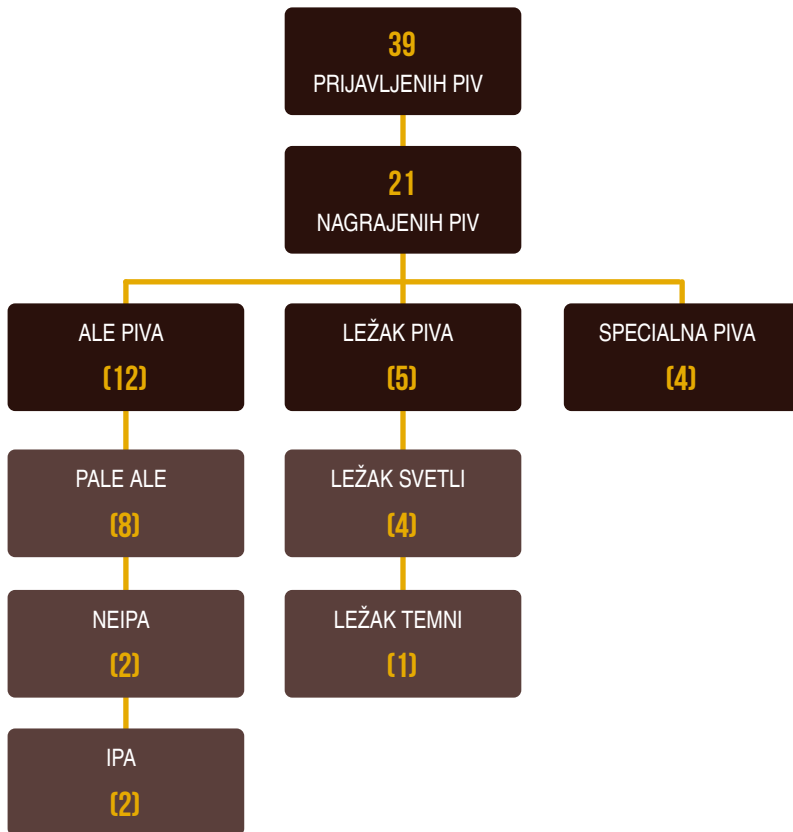 39
PRIJAVLJENIH PIV
21
NAGRAJENIH PIV
ALE PIVA
(12)
LEŽAK PIVA
(5)
SPECIALNA PIVA
(4)
PALE ALE
(8)
LEŽAK SVETLI
(4)
NEIPA
(2)
LEŽAK TEMNI
(1)
IPA
(2)